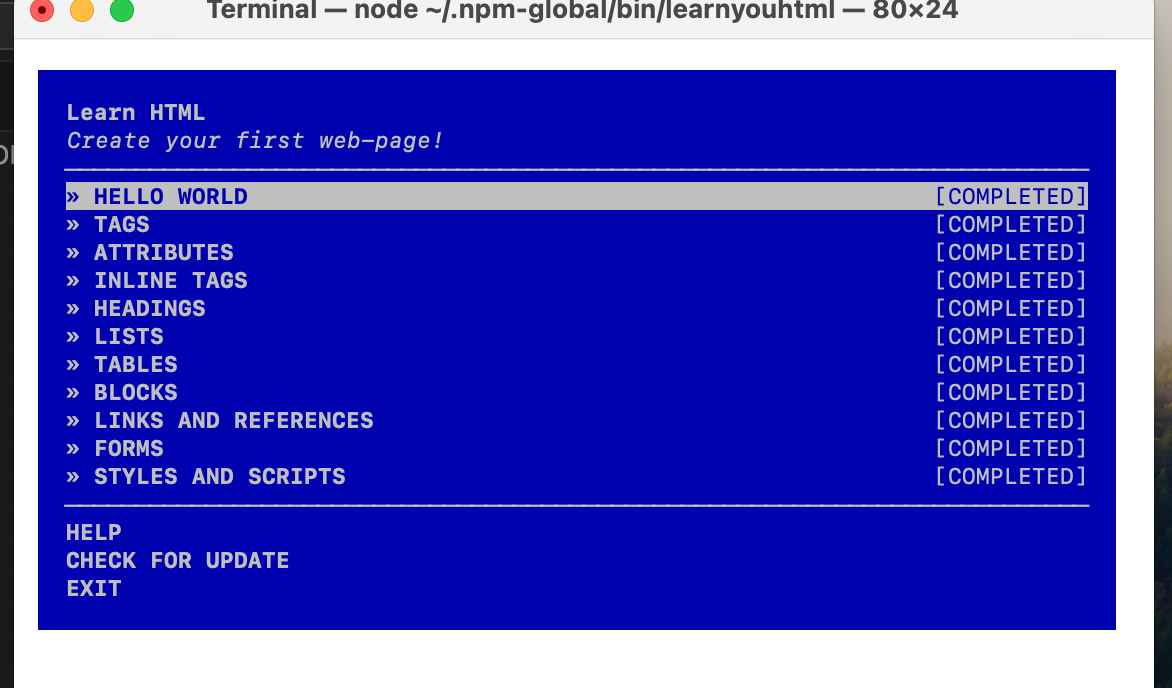 Terminal — node ~/.npm-global/bin/learnyouhtml — 80×24
Learn HTML
Create your first web-page!
» HELLO WORLD [COMPLETED]
» TAGS [COMPLETED]
» ATTRIBUTES [COMPLETED]
» INLINE TAGS [COMPLETED]
» HEADINGS [COMPLETED]
» LISTS [COMPLETED]
» TABLES [COMPLETED]
» BLOCKS [COMPLETED]
» LINKS AND REFERENCES [COMPLETED]
» FORMS [COMPLETED]
» STYLES AND SCRIPTS [COMPLETED]
HELP
CHECK FOR UPDATE
EXIT